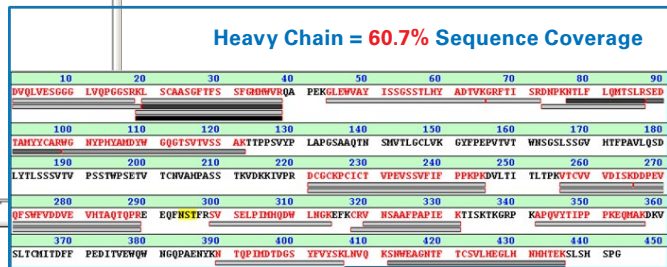 Heavy Chain = 60.7% Sequence Coverage
10 20 30 40 50 60 70 80 90
DVQLVESGGG LVQPGGSRKL SCAASGFTFS SFGMHWVRQA PEKGLEWVAY ISSGSSTLHY ADTVKGRFTI SRDNPKNTLF LQMTSLRSED
100 110 120 130 140 150 160 170 180
TAMYYCARWG NYPHYAMDYW GQGTSVTVSS AKTTPPSVYP LAPGSAAQTN SMVTLGCLVK GYFPEPVTVT WNSGSLSSGV HTFPAVLQSD
190 200 210 220 230 240 250 260 270
LYTLSSSVTV PSSTWPSETV TCNVAHPASS TKVDKKIVPR DCGCKPCICT VPEVSSVFIF PPKPKDVLTI TLTPKVTCVV VDISKDDPEV
280 290 300 310 320 330 340 350 360
QFSWFVDDVE VHTAQTQPRE EQFNSTFRSV SELPIMHQDW LNGKEFKCRV NSAAFPAPIE KTISKTKGRP KAPQVYTIPP PKEQMAKDKV
370 380 390 400 410 420 430 440 450
SLTCMITDFF PEDITVEWQW NGQPAENYKN TQPIMDTDGS YFVYSKLNVQ KSNWEAGNTF TCSVLHEGLH NHHTEKSLSH SPG